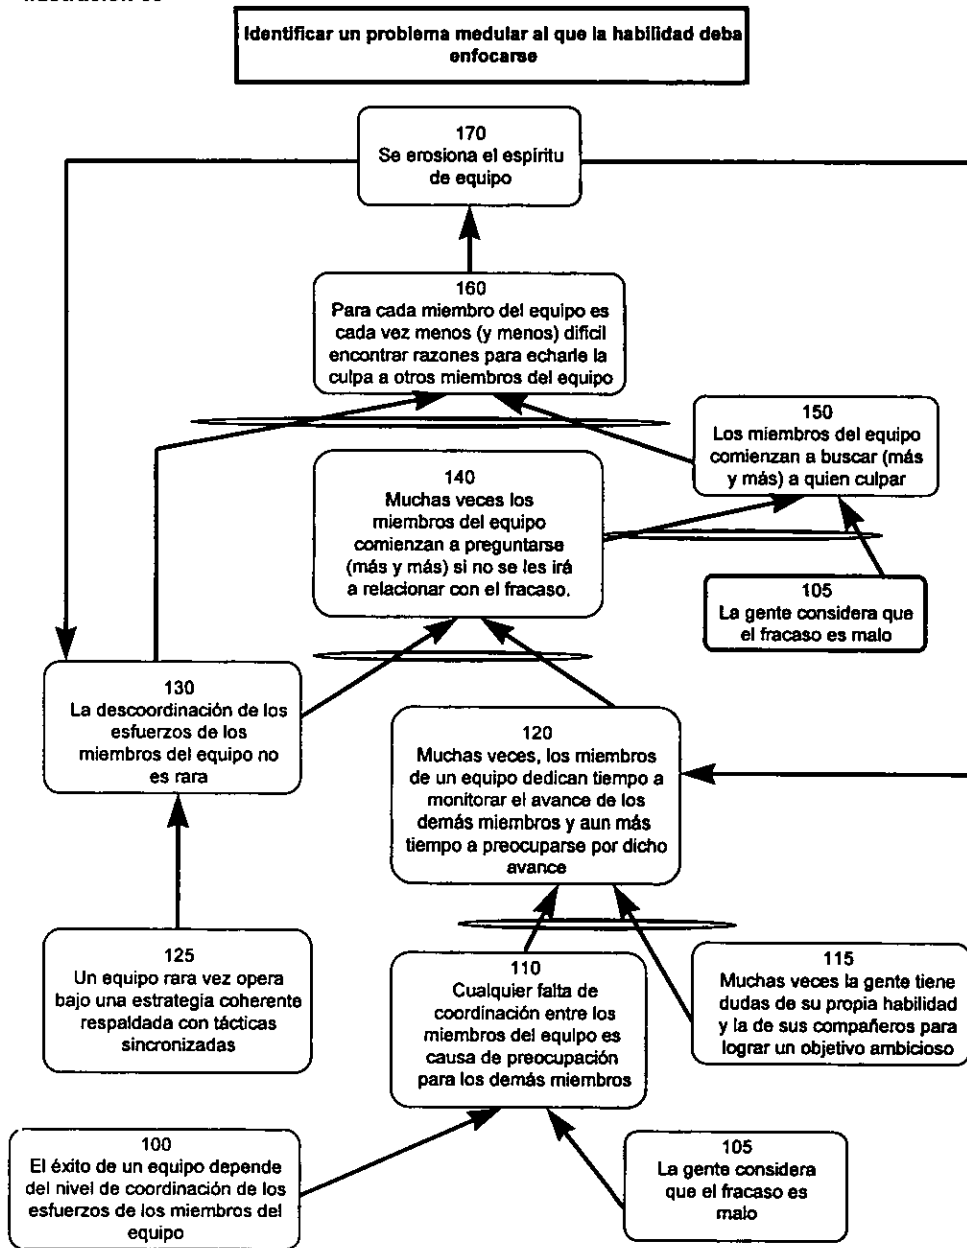 Identificar un problema medular al que la habilidad deba
enfocarse
170
Se erosiona el espíritu
de equipo
160
Para cada miembro del equipo es
cada vez menos (y menos) difícil
encontrar razones para echarle la
culpa a otros miembros del equipo
150
Los miembros del equipo
comienzan a buscar (más
y más) a quien culpar
140
Muchas veces los
miembros del equipo
comienzan a preguntarse
(más y más) si no se les irá
a relacionar con el fracaso.
105
La gente considera que
el fracaso es malo
130
La descoordinación de los
esfuerzos de los
miembros del equipo no
es rara
120
Muchas veces, los miembros
de un equipo dedican tiempo a
monitorar el avance de los
demás miembros y aun más
tiempo a preocuparse por dicho
avance
125
Un equipo rara vez opera
bajo una estrategia coherente
respaldada con tácticas
sincronizadas
110
Cualquier falta de
coordinación entre los
miembros del equipo es
causa de preocupación
para los demás miembros
115
Muchas veces la gente tiene
dudas de su propia habilidad
y la de sus compañeros para
lograr un objetivo ambicioso
100
El éxito de un equipo depende
del nivel de coordinación de los
esfuerzos de los miembros del
equipo
105
La gente considera
que el fracaso es
malo